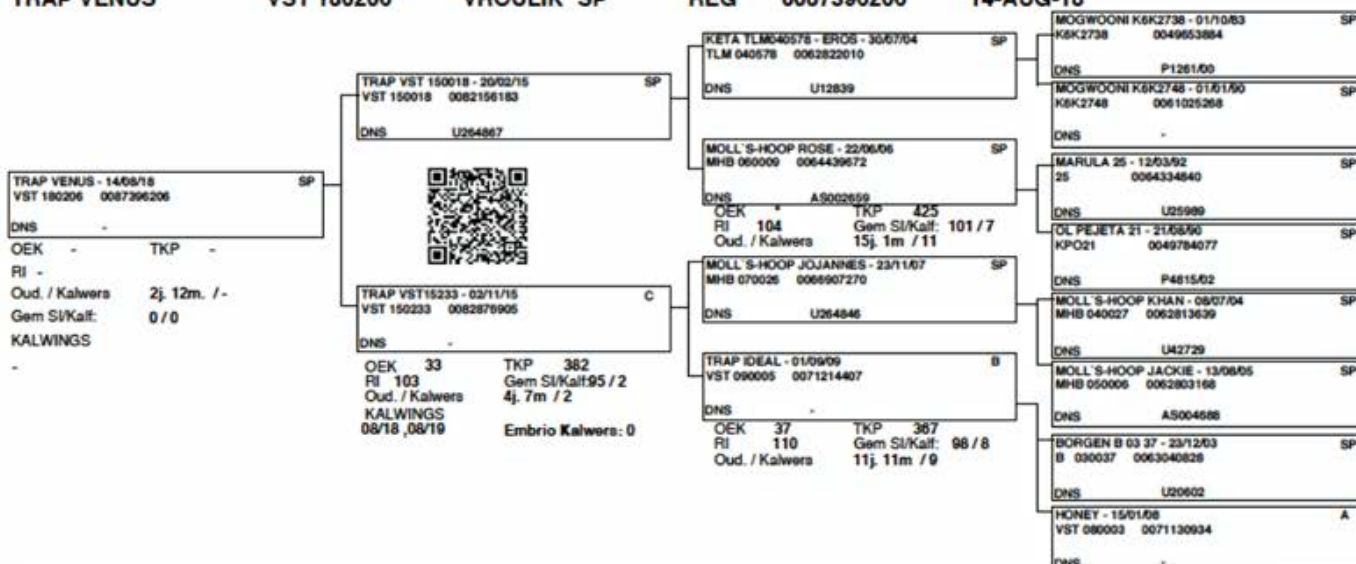 TRAP VENUS VST 180206 VROULIK SP REG 0087396206 14-AUG-18
TRAP VENUS - 14/08/18 SP
VST 180206 0087396206
DNS -
OEK - TKP -
RI -
Oud. / Kalwers 2j. 12m. / -
Gem SI/Kalf: 0 / 0
KALWINGS
-
TRAP VST 150018 - 20/02/15 SP
VST 150018 0082156183
DNS U264867
TRAP VST15233 - 02/11/15 C
VST 150233 0082876905
DNS -
OEK 33 TKP 382
RI 103 Gem SI/Kalf:95 / 2
Oud. / Kalwers 4j. 7m / 2
KALWINGS
08/18 ,08/19 Embrio Kalwers: 0
KETA TLM040578 - EROS - 30/07/04 SP
TLM 040578 0062822010
DNS U12839
MOLL`S-HOOP ROSE - 22/06/06 SP
MHB 060009 0064439672
DNS AS002659
OEK * TKP 425
RI 104 Gem SI/Kalf: 101 / 7
Oud. / Kalwers 15j. 1m / 11
MOLL`S-HOOP JOJANNES - 23/11/07 SP
MHB 070026 0066907270
DNS U264846
TRAP IDEAL - 01/09/09 B
VST 090005 0071214407
DNS -
OEK 37 TKP 367
RI 110 Gem SI/Kalf: 98 / 8
Oud. / Kalwers 11j. 11m / 9
MOGWOONI K6K2738 - 01/10/83 SP
K6K2738 0049653884
DNS P1261/00
MOGWOONI K6K2748 - 01/01/90 SP
K6K2748 0061025268
DNS -
MARULA 25 - 12/03/92 SP
25 0064334840
DNS U25989
OL PEJETA 21 - 21/08/90 SP
KPO21 0049784077
DNS P4815/02
MOLL`S-HOOP KHAN - 08/07/04 SP
MHB 040027 0062813639
DNS U42729
MOLL`S-HOOP JACKIE - 13/08/05 SP
MHB 050006 0062803168
DNS AS004688
BORGEN B 03 37 - 23/12/03 SP
B 030037 0063040828
DNS U20602
HONEY - 15/01/08 A
VST 080003 0071130934
DNS -